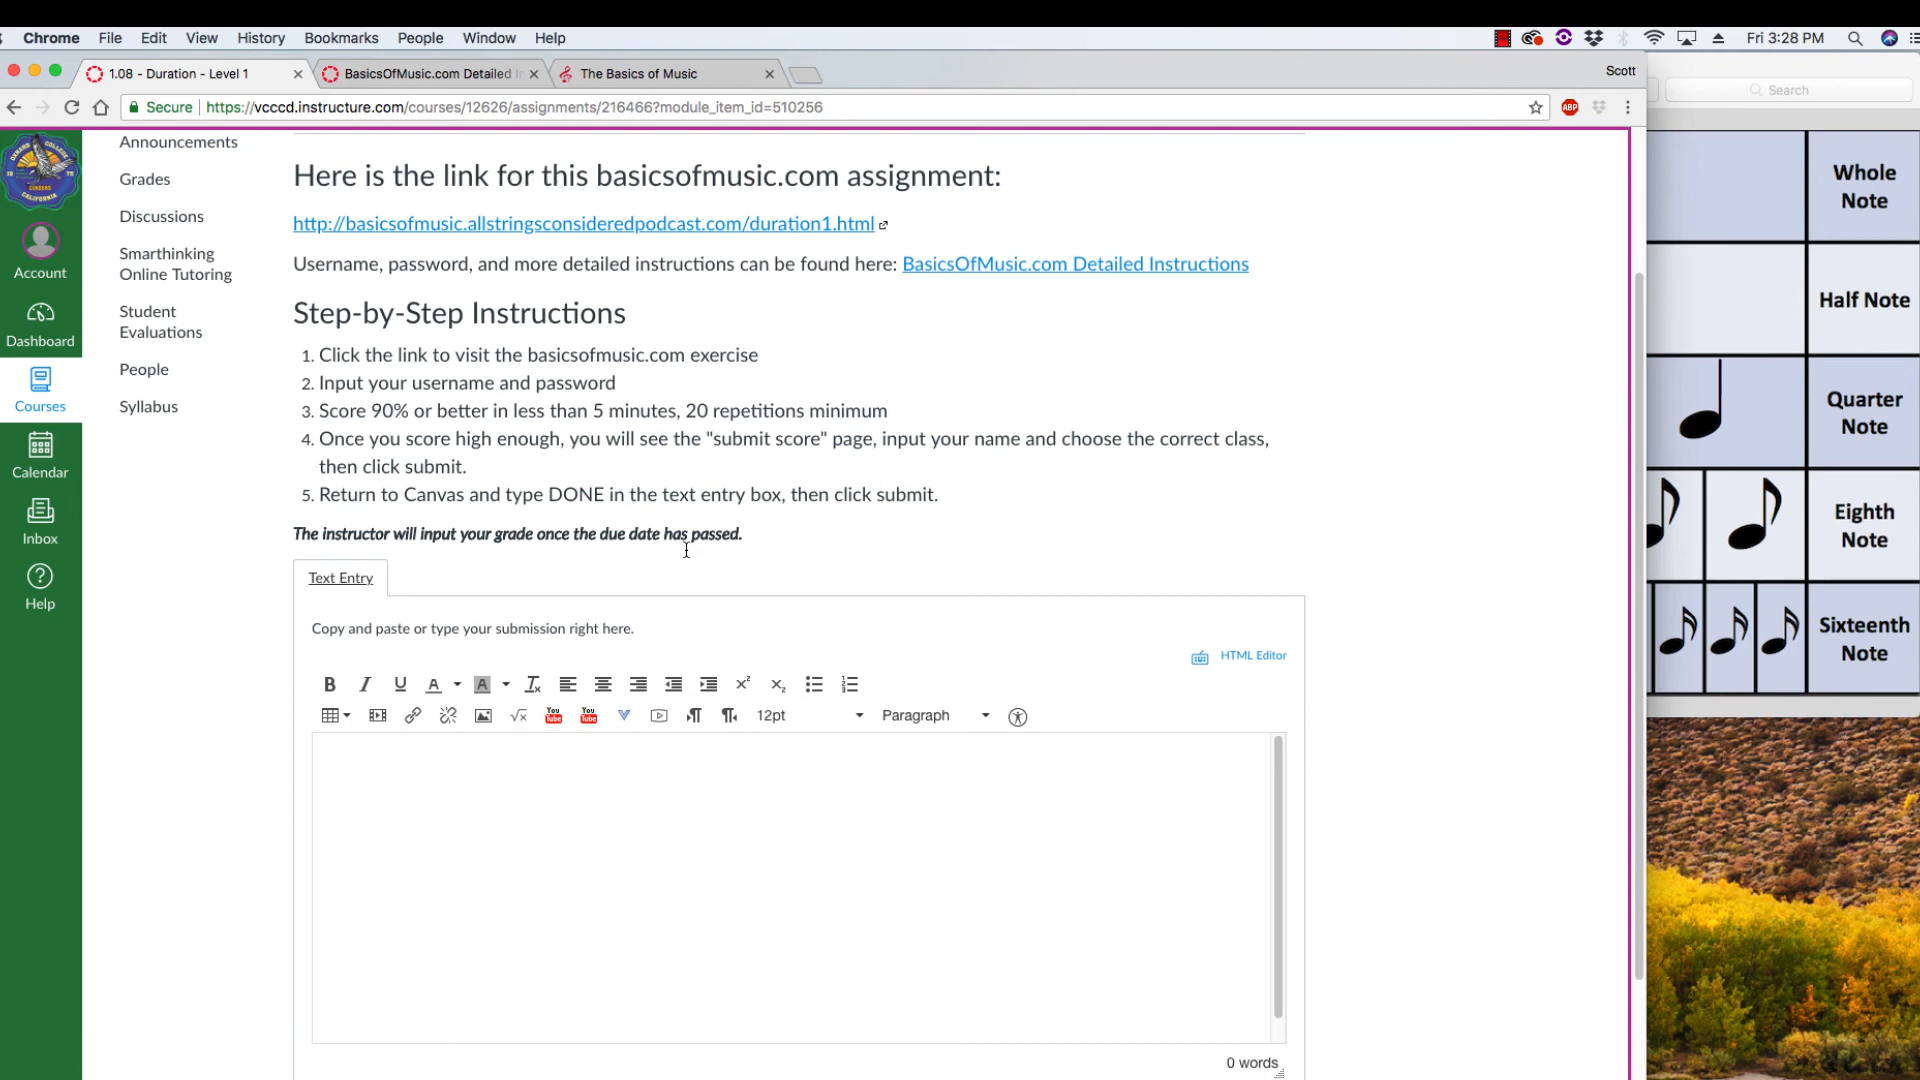 Chrome File Edit View History Bookmarks People Window Help Fri 3:28 PM
1.08 - Duration - Level 1 BasicsOfMusic.com Detailed The Basics of Music Scott
Secure https://vcccd.instructure.com/courses/12626/assignments/216466?module_item_id=510256 ABP Search
Announcements
Grades
Discussions
Smarthinking
Online Tutoring
Student
Evaluations
People
Syllabus
Account
Dashboard
Courses
Calendar
Inbox
Help
Here is the link for this basicsofmusic.com assignment:
http://basicsofmusic.allstringsconsideredpodcast.com/duration1.html
Username, password, and more detailed instructions can be found here: BasicsOfMusic.com Detailed Instructions
Step-by-Step Instructions
1. Click the link to visit the basicsofmusic.com exercise
2. Input your username and password
3. Score 90% or better in less than 5 minutes, 20 repetitions minimum
4. Once you score high enough, you will see the "submit score" page, input your name and choose the correct class,
then click submit.
5. Return to Canvas and type DONE in the text entry box, then click submit.
The instructor will input your grade once the due date has passed.
Text Entry
Copy and paste or type your submission right here.
HTML Editor
12pt Paragraph
0 words
Whole
Note
Half Note
Quarter
Note
Eighth
Note
Sixteenth
Note